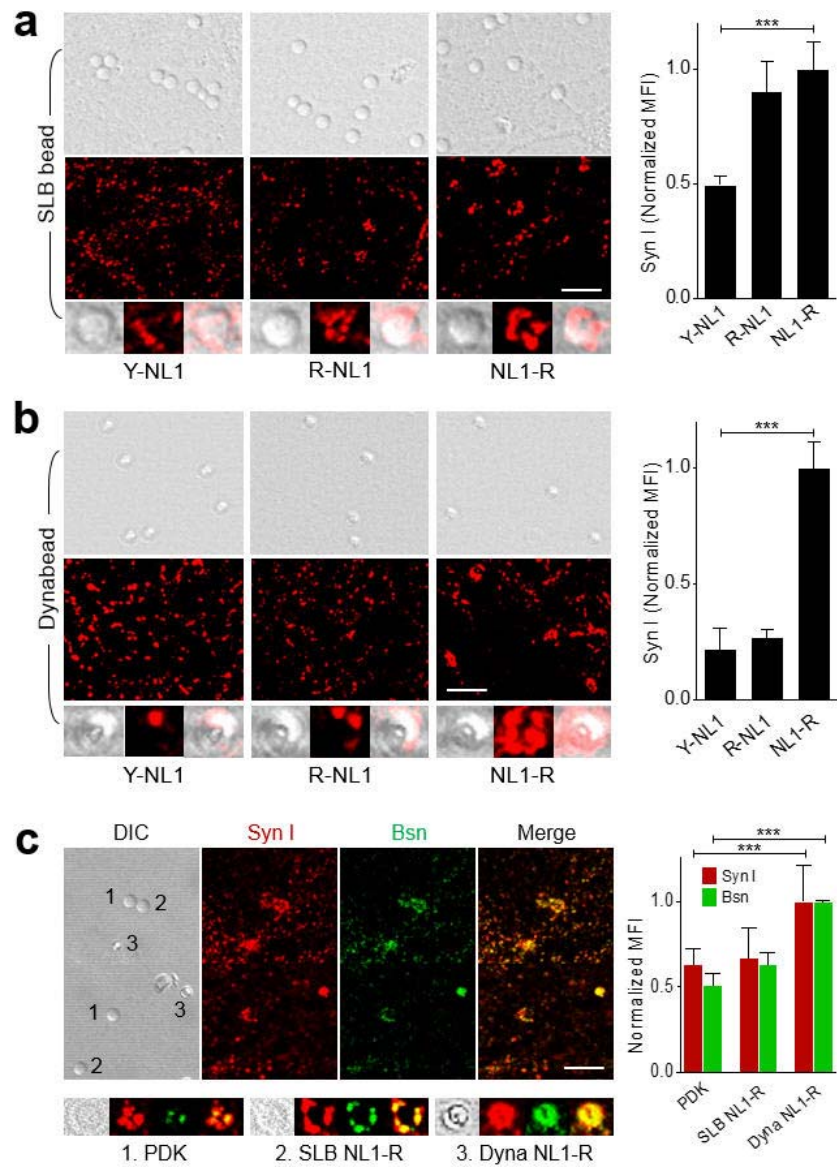 a
SLB bead
Y-NL1
R-NL1
NL1-R
Syn I (Normalized MFI)
***
1.0
0.5
0.0
Y-NL1
R-NL1
NL1-R
b
Dynabead
Y-NL1
R-NL1
NL1-R
Syn I (Normalized MFI)
***
1.0
0.5
0.0
Y-NL1
R-NL1
NL1-R
c
DIC
Syn I
Bsn
Merge
1
2
3
3
1
2
1. PDK
2. SLB NL1-R
3. Dyna NL1-R
Normalized MFI
***
***
Syn I
Bsn
1.0
0.5
0.0
PDK
SLB NL1-R
Dyna NL1-R